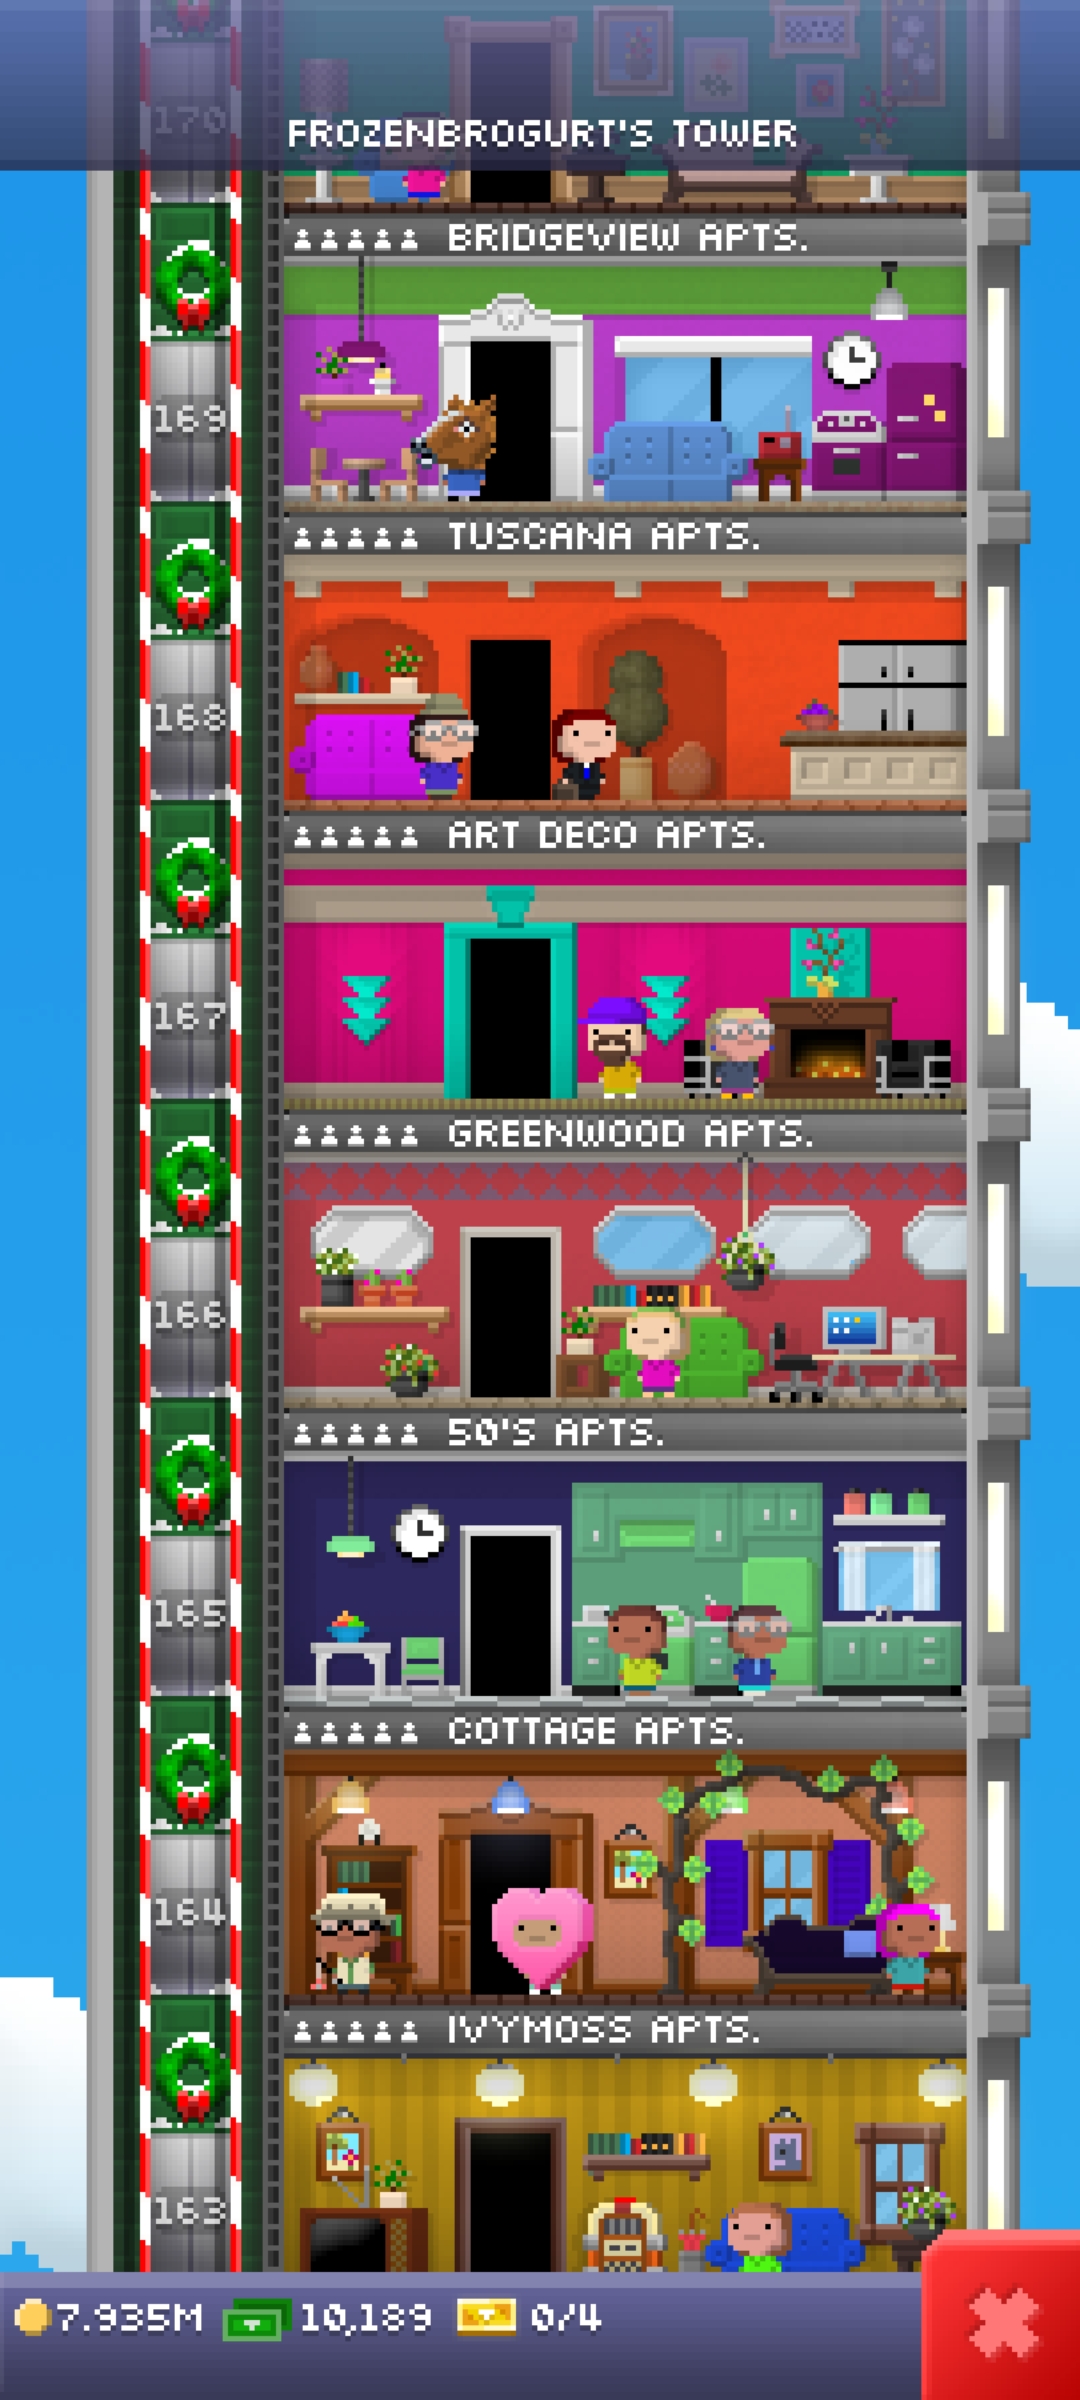 170
FROZENBROGURT'S TOWER
BRIDGEVIEW APTS.
169
TUSCANA APTS.
168
ART DECO APTS.
167
GREENWOOD APTS.
166
50'S APTS.
165
COTTAGE APTS.
164
IVYMOSS APTS.
163
7.935M 10,189 0/4